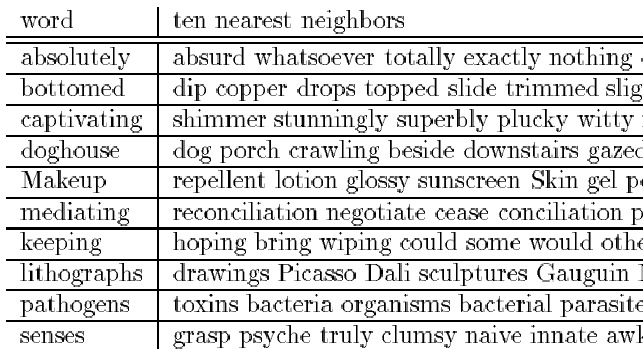 word ten nearest neighbors
absolutely absurd whatsoever totally exactly nothing
bottomed dip copper drops topped slide trimmed
captivating shimmer stunningly superbly plucky witty
doghouse dog porch crawling beside downstairs
Makeup repellent lotion glossy sunscreen Skin gel
mediating reconciliation negotiate cease conciliation
keeping hoping bring wiping could some would
lithographs drawings Picasso Dali sculptures Gauguin
pathogens toxins bacteria organisms bacterial
senses grasp psyche truly clumsy naive innate